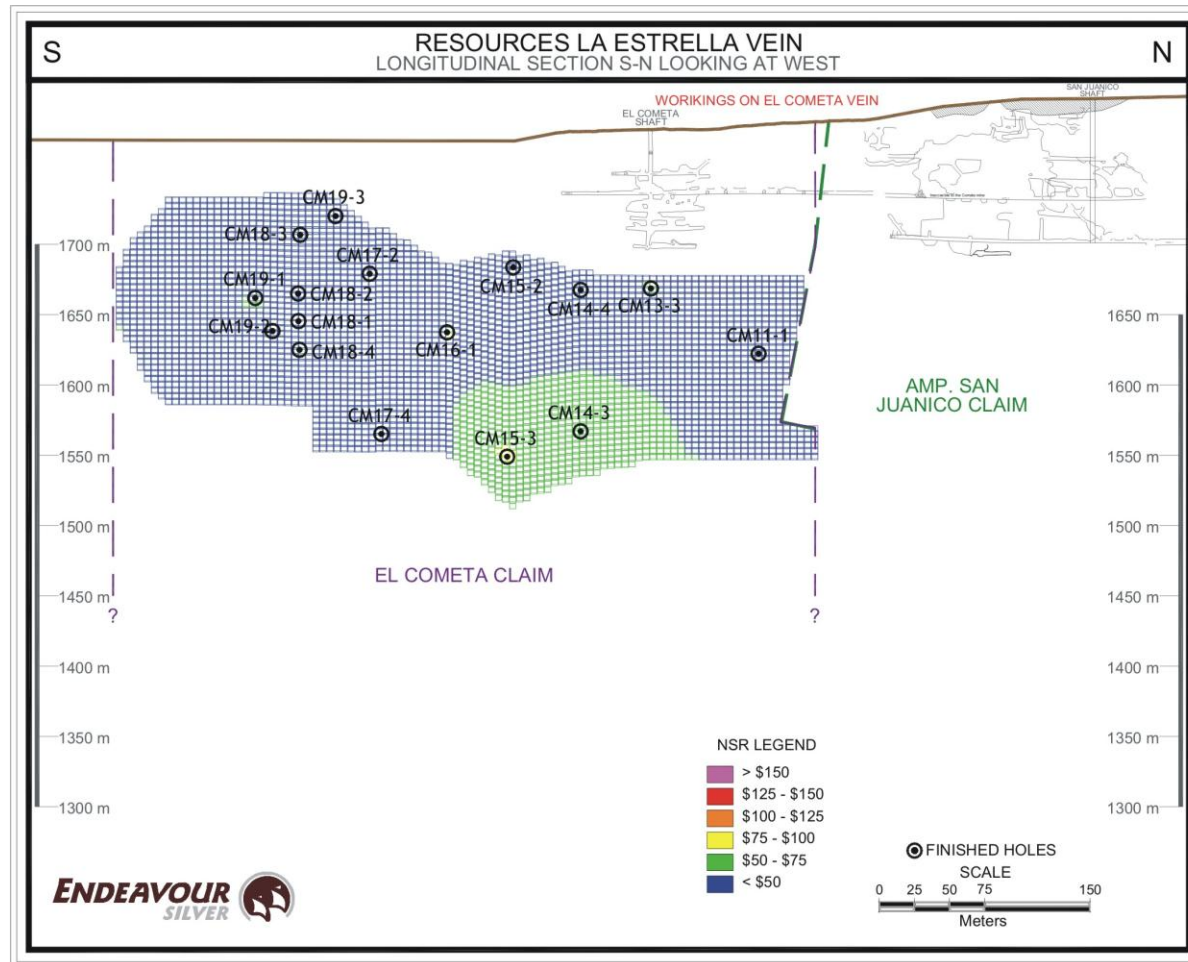 S
RESOURCES LA ESTRELLA VEIN
LONGITUDINAL SECTION S-N LOOKING AT WEST
N
SAN JUANICO
SHAFT
WORIKINGS ON EL COMETA VEIN
EL COMETA
SHAFT
CM19-3
CM18-3
1700 m
CM17-2
CM15-2
CM19-1
CM18-2
CM14-4
CM13-3
1650 m
CM19-2
CM18-1
CM16-1
CM11-1
1650 m
CM18-4
1600 m
1600 m
AMP. SAN
JUANICO CLAIM
CM17-4
CM14-3
CM15-3
1550 m
1550 m
1500 m
1500 m
EL COMETA CLAIM
1450 m
1450 m
?
?
1400 m
1400 m
1350 m
1350 m
1300 m
1300 m
NSR LEGEND
> $150
$125 - $150
$100 - $125
$75 - $100
$50 - $75
< $50
FINISHED HOLES
SCALE
0 25 50 75 150
Meters
ENDEAVOUR
SILVER